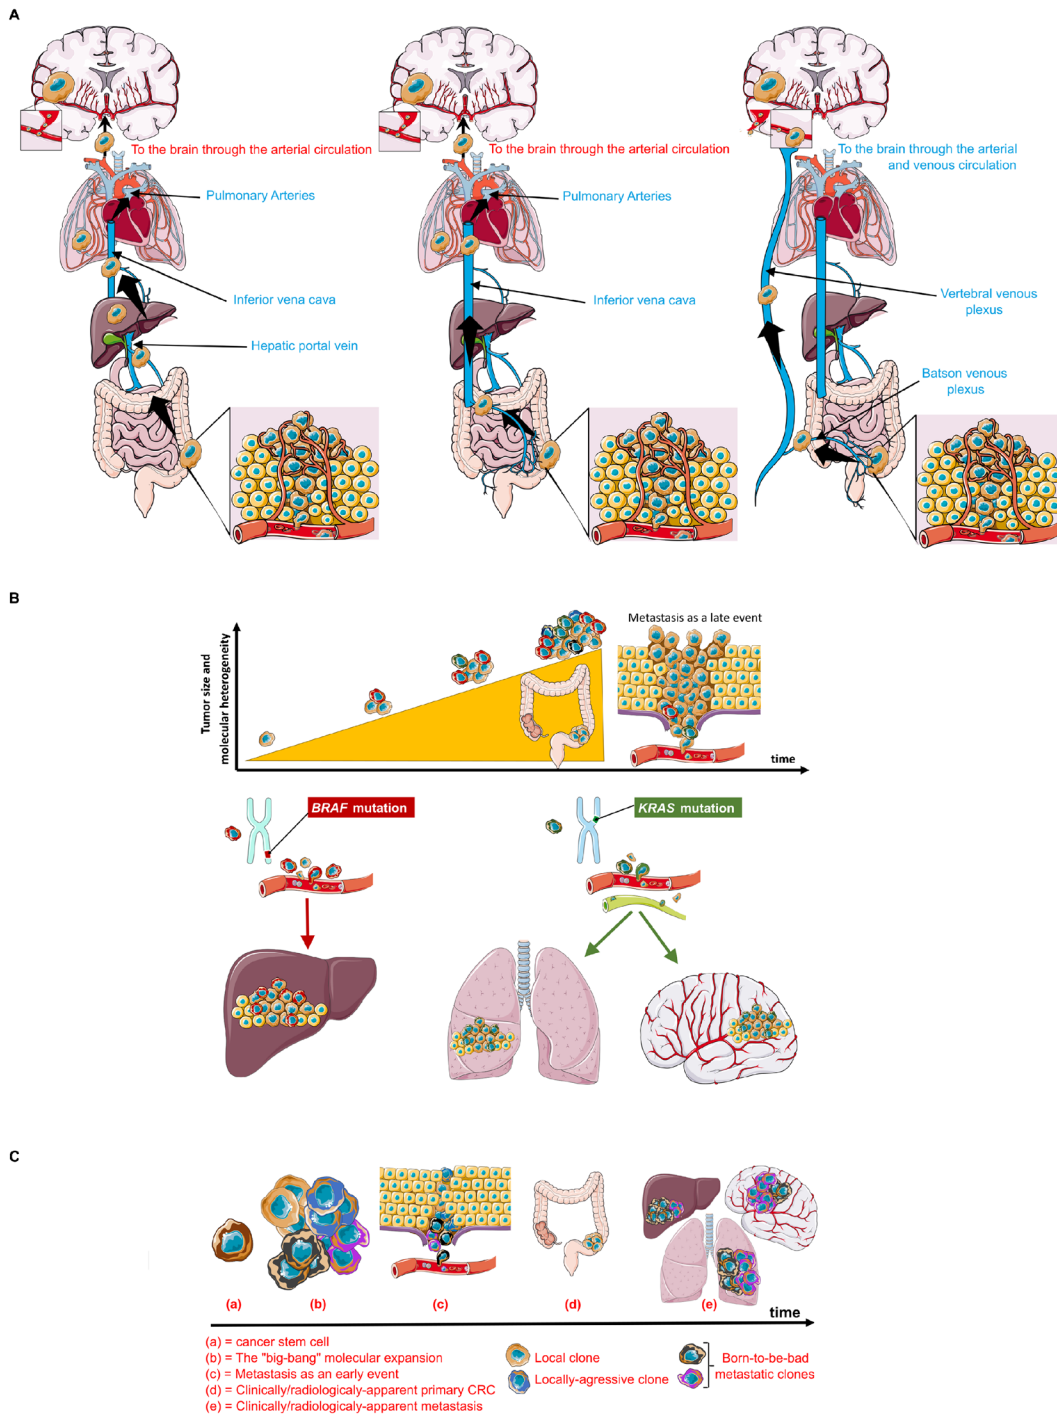 A
To the brain through the arterial circulation
Pulmonary Arteries
Inferior vena cava
Hepatic portal vein
To the brain through the arterial circulation
Pulmonary Arteries
Inferior vena cava
To the brain through the arterial
and venous circulation
Vertebral venous
plexus
Batson venous
plexus
B
Tumor size and
molecular heterogeneity
Metastasis as a late event
time
BRAF mutation
KRAS mutation
C
(a)
(b)
(c)
(d)
(e)
time
(a) = cancer stem cell
(b) = The "big-bang" molecular expansion
(c) = Metastasis as an early event
(d) = Clinically/radiologicaly-apparent primary CRC
(e) = Clinically/radiologicaly-apparent metastasis
Local clone
Locally-agressive clone
Born-to-be-bad
metastatic clones